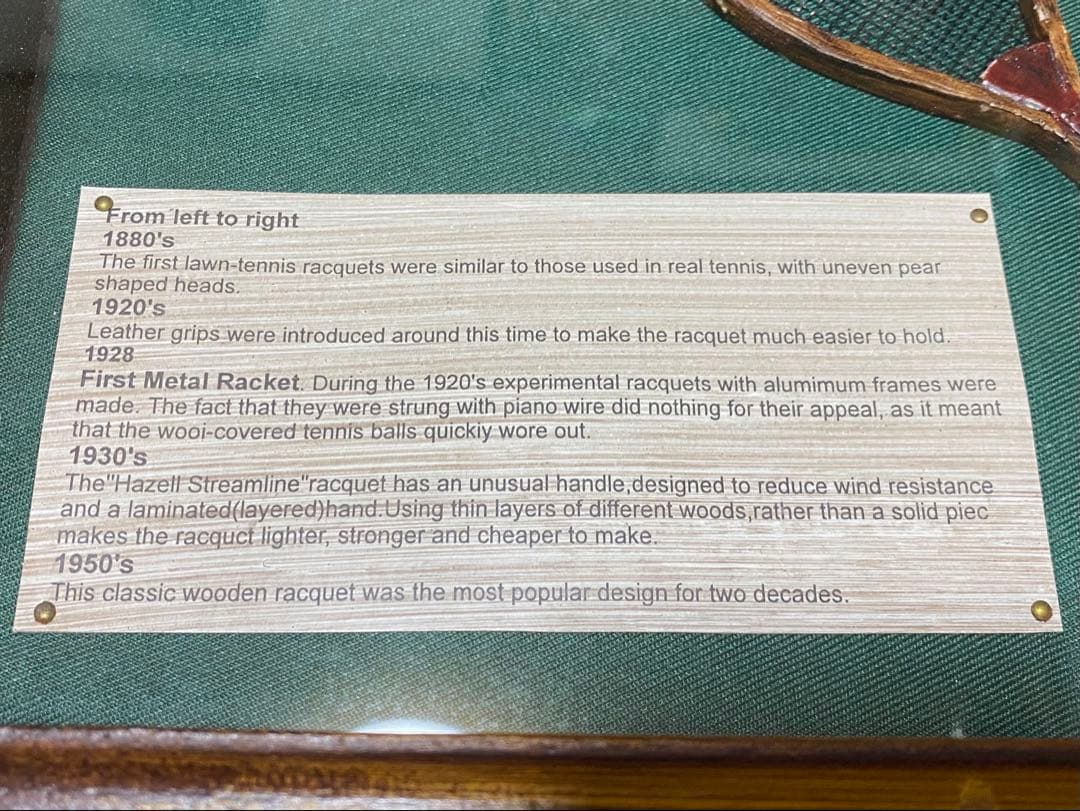 From left to right
1880's
The first lawn-tennis racquets were similar to those used in real tennis, with uneven pear
shaped heads.
1920's
Leather grips were introduced around this time to make the racquet much easier to hold.
1928
First Metal Racket. During the 1920's experimental racquets with alumimum frames were
made. The fact that they were strung with piano wire did nothing for their appeal, as it meant
that the wooi-covered tennis balls quickiy wore out.
1930's
The"Hazell Streamline"racquet has an unusual handle,designed to reduce wind resistance
and a laminated(layered)hand.Using thin layers of different woods,rather than a solid piec
makes the racquct lighter, stronger and cheaper to make.
1950's
This classic wooden racquet was the most popular design for two decades.